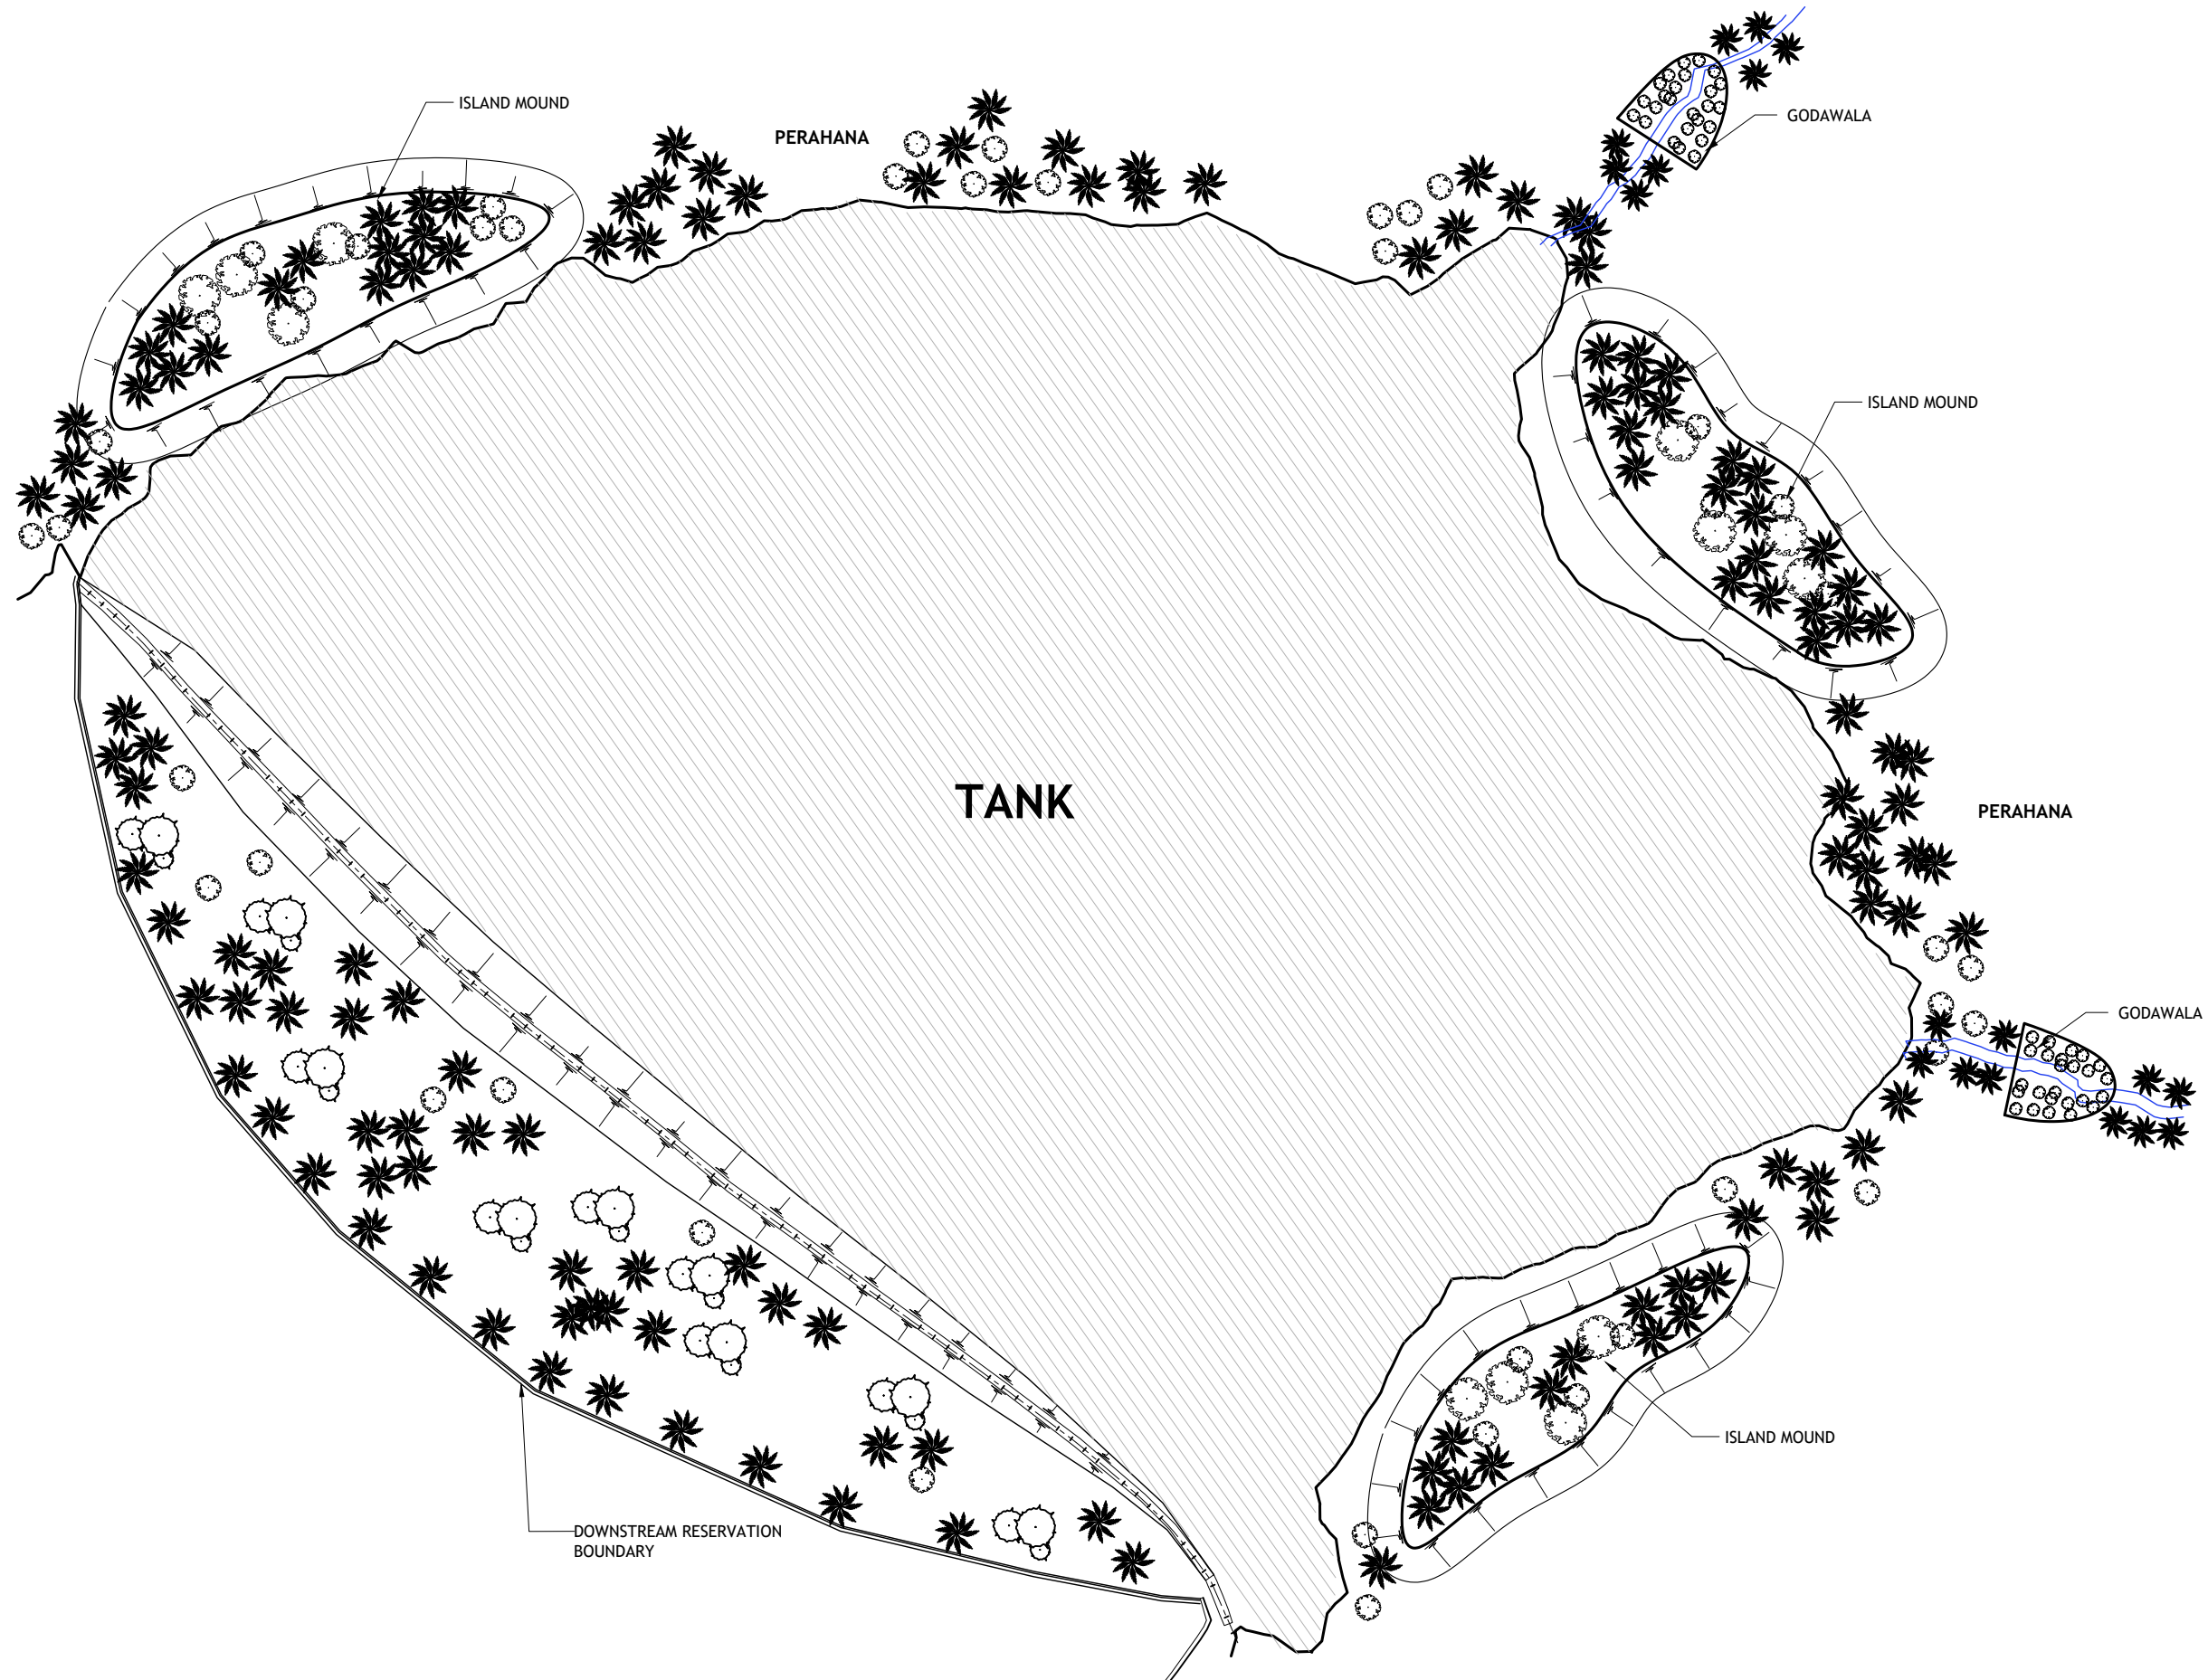 ISLAND MOUND
PERAHANA
GODAWALA
ISLAND MOUND
TANK
PERAHANA
GODAWALA
ISLAND MOUND
DOWNSTREAM RESERVATION
BOUNDARY